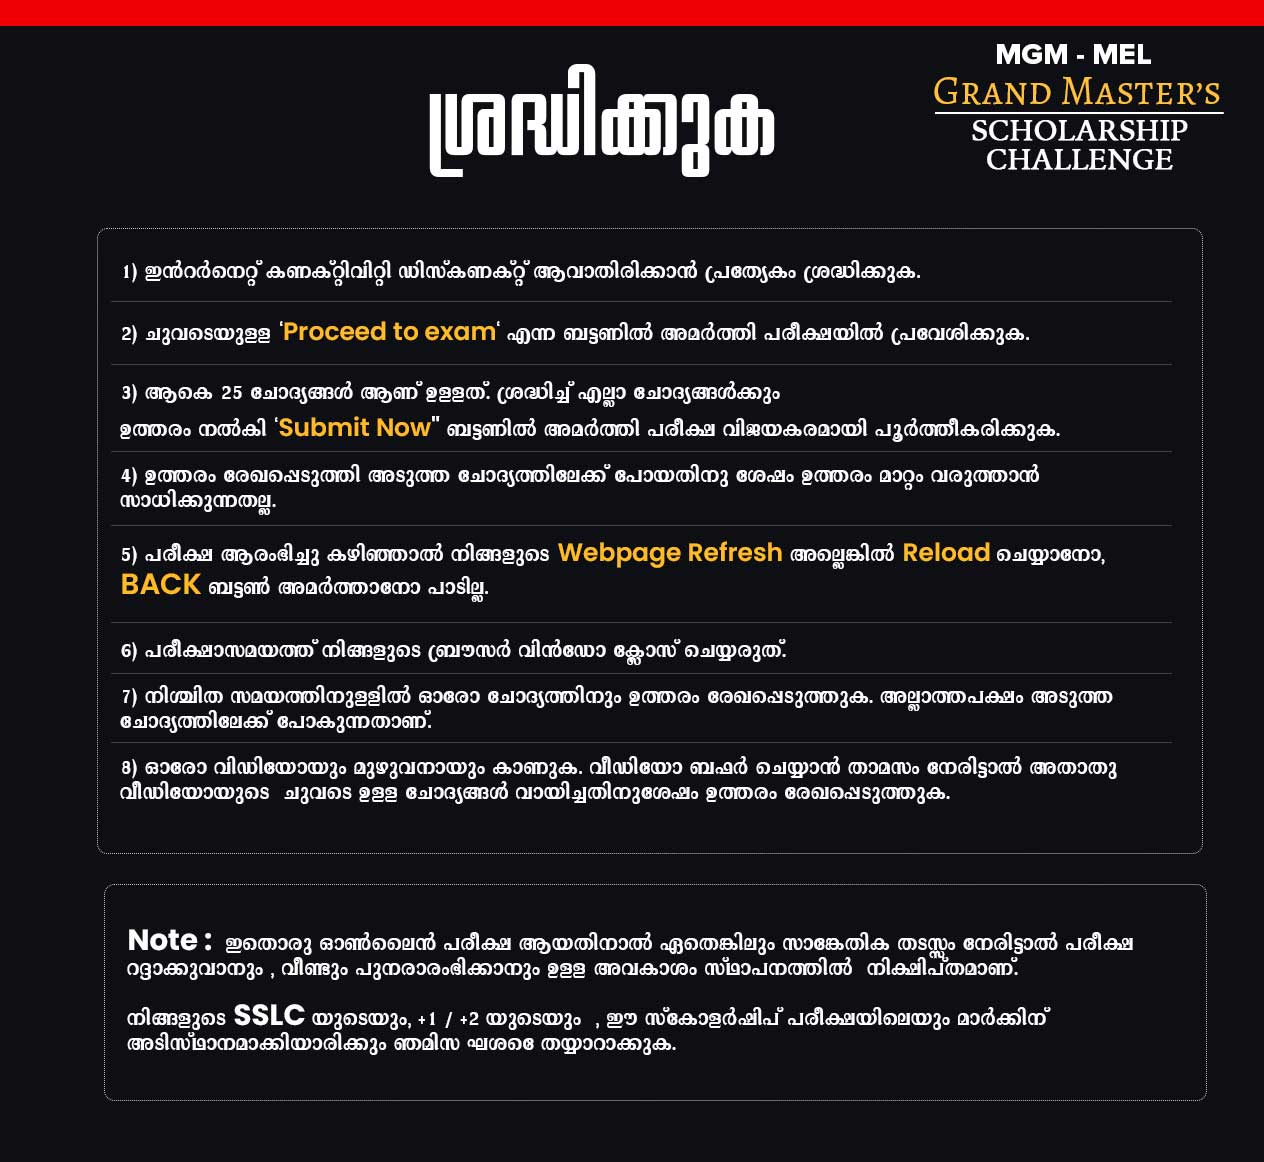 MGM - MEL
GRAND MASTER'S
SCHOLARSHIP
CHALLENGE
ശ്രദ്ധിക്കുക
1) ഇൻറർനെറ്റ് കണക്റ്റിവിറ്റി ഡിസ്കണക്റ്റ് ആവാതിരിക്കാൻ പ്രത്യേകം ശ്രദ്ധിക്കുക.
2) ചുവടെയുളള ‘Proceed to exam‘ എന്ന ബട്ടണിൽ അമർത്തി പരീക്ഷയിൽ പ്രവേശിക്കുക.
3) ആകെ 25 ചോദ്യങ്ങൾ ആണ് ഉളളത്. ശ്രദ്ധിച്ച് എല്ലാ ചോദ്യങ്ങൾക്കും
ഉത്തരം നൽകി ‘Submit Now" ബട്ടണിൽ അമർത്തി പരീക്ഷ വിജയകരമായി പൂർത്തീകരിക്കുക.
4) ഉത്തരം രേഖപ്പെടുത്തി അടുത്ത ചോദ്യത്തിലേക്ക് പോയതിനു ശേഷം ഉത്തരം മാറ്റം വരുത്താൻ
സാധിക്കുന്നതല്ല.
5) പരീക്ഷ ആരംഭിച്ചു കഴിഞ്ഞാൽ നിങ്ങളുടെ Webpage Refresh അല്ലെങ്കിൽ Reload ചെയ്യാനോ,
BACK ബട്ടൺ അമർത്താനോ പാടില്ല.
6) പരീക്ഷാസമയത്ത് നിങ്ങളുടെ ബ്രൗസർ വിൻഡോ ക്ലോസ് ചെയ്യരുത്.
7) നിശ്ചിത സമയത്തിനുളളിൽ ഓരോ ചോദ്യത്തിനും ഉത്തരം രേഖപ്പെടുത്തുക. അല്ലാത്തപക്ഷം അടുത്ത
ചോദ്യത്തിലേക്ക് പോകുന്നതാണ്.
8) ഓരോ വിഡിയോയും മുഴുവനായും കാണുക. വീഡിയോ ബഫർ ചെയ്യാൻ താമസം നേരിട്ടാൽ അതാതു
വീഡിയോയുടെ ചുവടെ ഉളള ചോദ്യങ്ങൾ വായിച്ചതിനുശേഷം ഉത്തരം രേഖപ്പെടുത്തുക.
Note : ഇതൊരു ഓൺലൈൻ പരീക്ഷ ആയതിനാൽ ഏതെങ്കിലും സാങ്കേതിക തടസ്സം നേരിട്ടാൽ പരീക്ഷ
റദ്ദാക്കുവാനും , വീണ്ടും പുനരാരംഭിക്കാനും ഉളള അവകാശം സ്ഥാപനത്തിൽ നിക്ഷിപ്തമാണ്.
നിങ്ങളുടെ SSLC യുടെയും, +1 / +2 യുടെയും , ഈ സ്കോളർഷിപ് പരീക്ഷയിലെയും മാർക്കിന്
അടിസ്ഥാനമാക്കിയാരിക്കും ഞമിസ ഘശെ തയ്യാറാക്കുക.